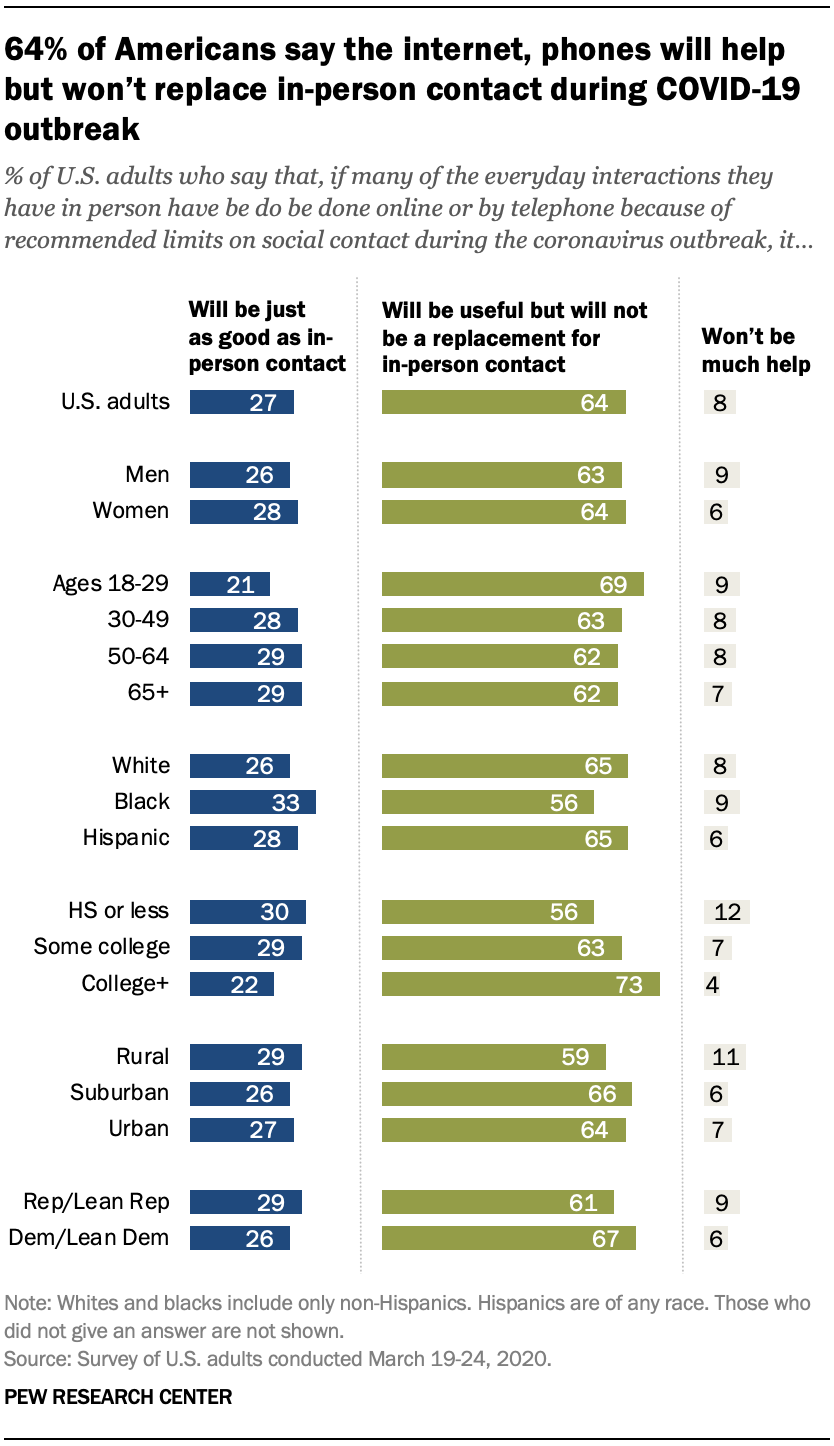 64% of Americans say the internet, phones will help
but won’t replace in-person contact during COVID-19
outbreak
% of U.S. adults who say that, if many of the everyday interactions they
have in person have be do be done online or by telephone because of
recommended limits on social contact during the coronavirus outbreak, it...
Will be just
as good as in-
person contact
Will be useful but will not
be a replacement for
in-person contact
Won’t be
much help
U.S. adults 27 64 8
Men 26 63 9
Women 28 64 6
Ages 18-29 21 69 9
30-49 28 63 8
50-64 29 62 8
65+ 29 62 7
White 26 65 8
Black 33 56 9
Hispanic 28 65 6
HS or less 30 56 12
Some college 29 63 7
College+ 22 73 4
Rural 29 59 11
Suburban 26 66 6
Urban 27 64 7
Rep/Lean Rep 29 61 9
Dem/Lean Dem 26 67 6
Note: Whites and blacks include only non-Hispanics. Hispanics are of any race. Those who
did not give an answer are not shown.
Source: Survey of U.S. adults conducted March 19-24, 2020.
PEW RESEARCH CENTER